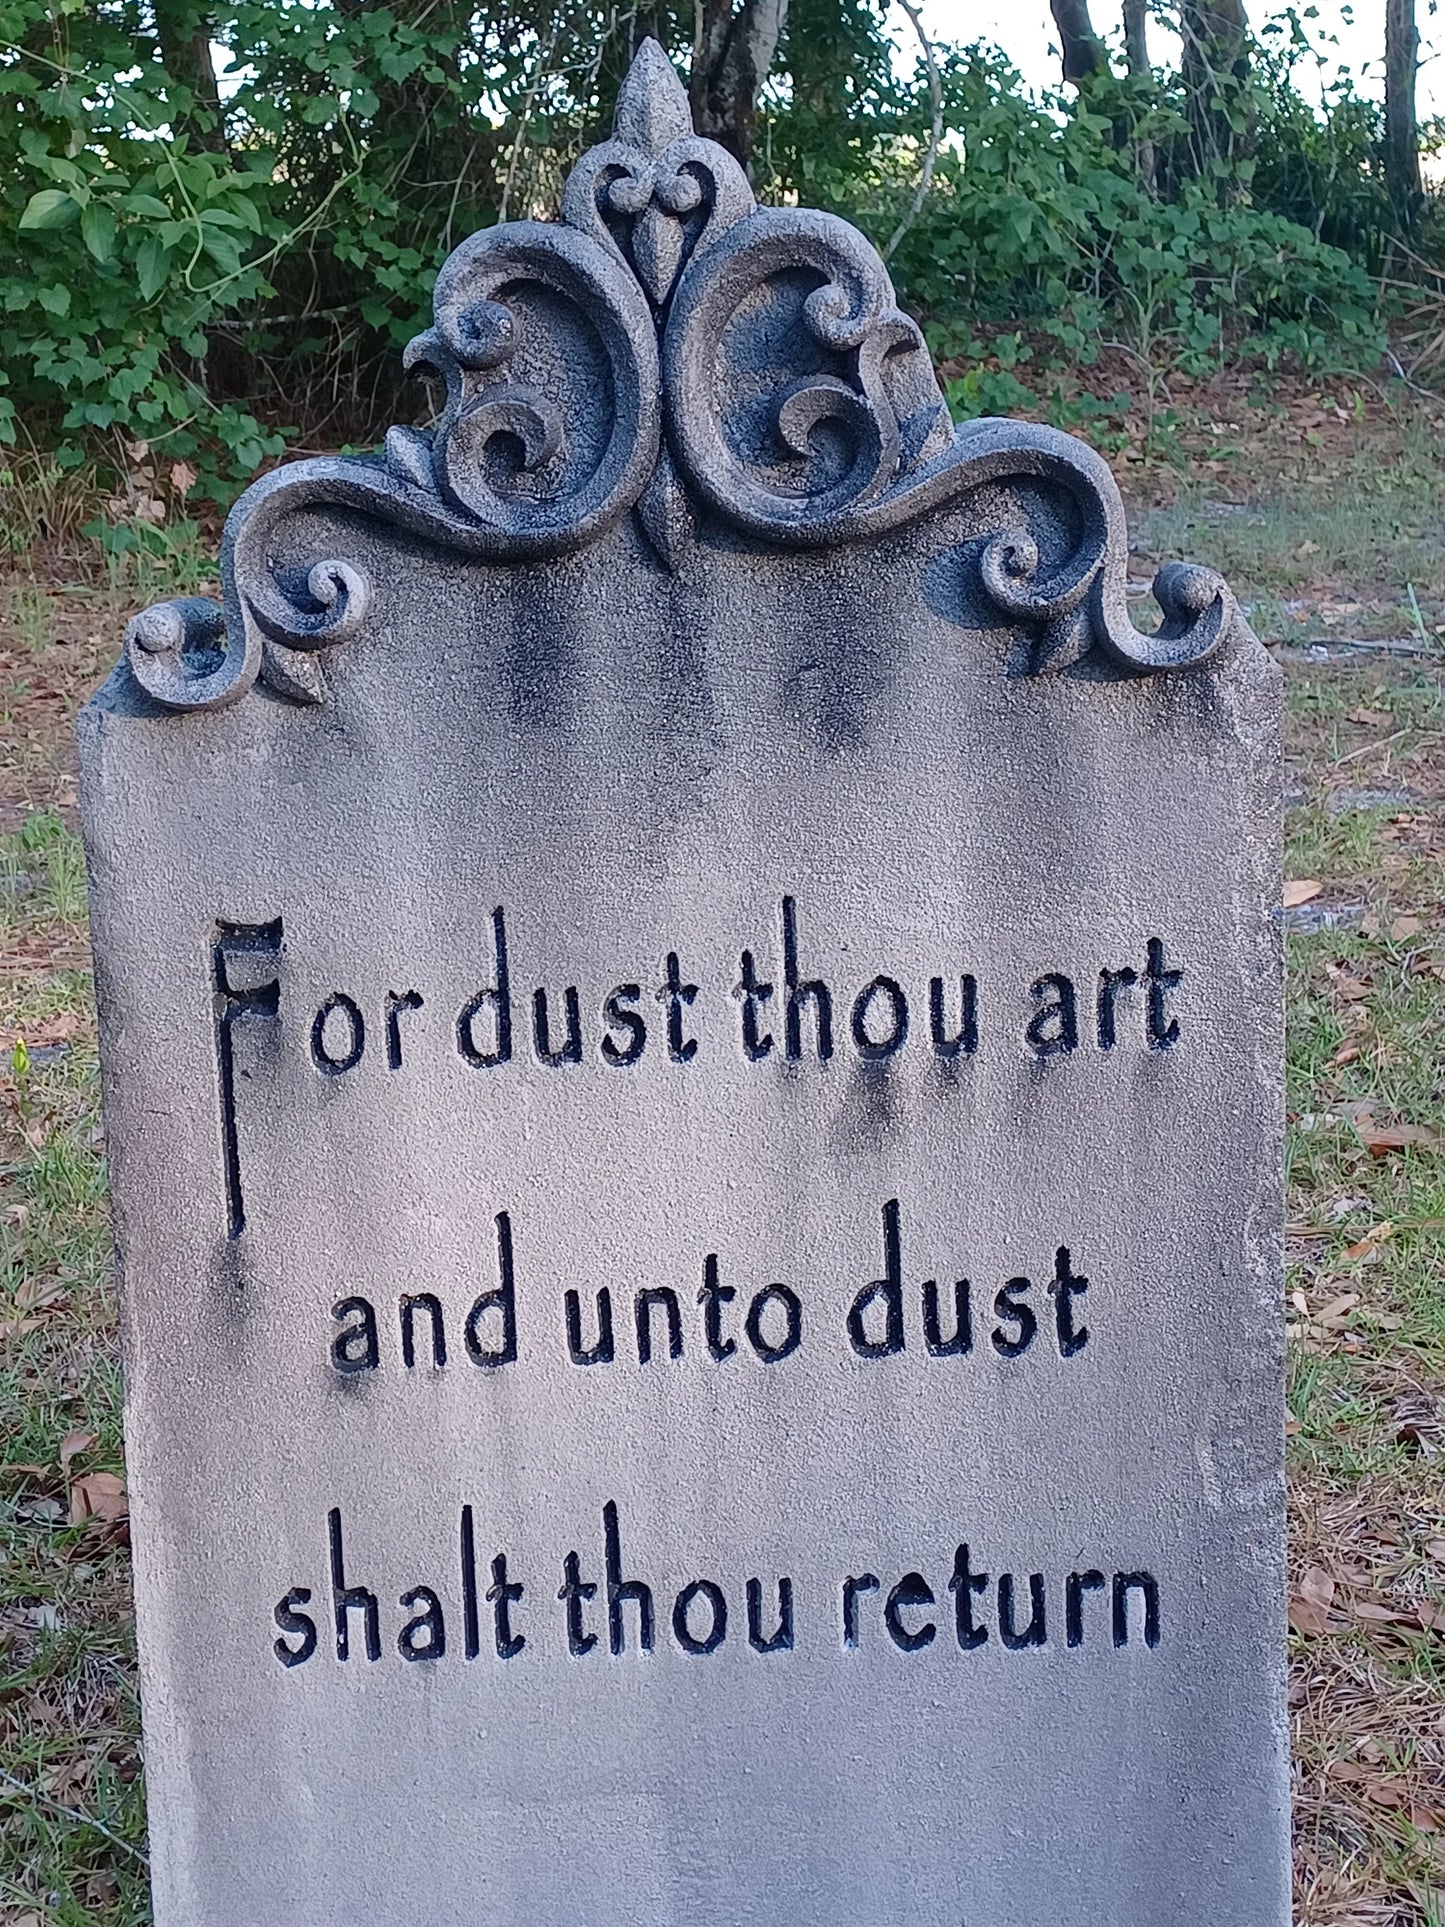 For dust thou art
and unto dust
shalt thou return